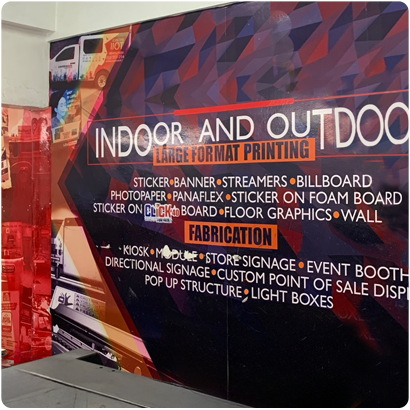 INDOOR AND OUTDOO
LARGE FORMAT PRINTING
STICKER•BANNER•STREAMERS•BILLBOARD
PHOTOPAPER•PANAFLEX•STICKER ON FOAM BOARD
STICKER ON BOARD•FLOOR GRAPHICS•WALL
FABRICATION
KIOSK•MODULE•STORE SIGNAGE•EVENT BOOTH
DIRECTIONAL SIGNAGE•CUSTOM POINT OF SALE DISPL
POP UP STRUCTURE•LIGHT BOXES